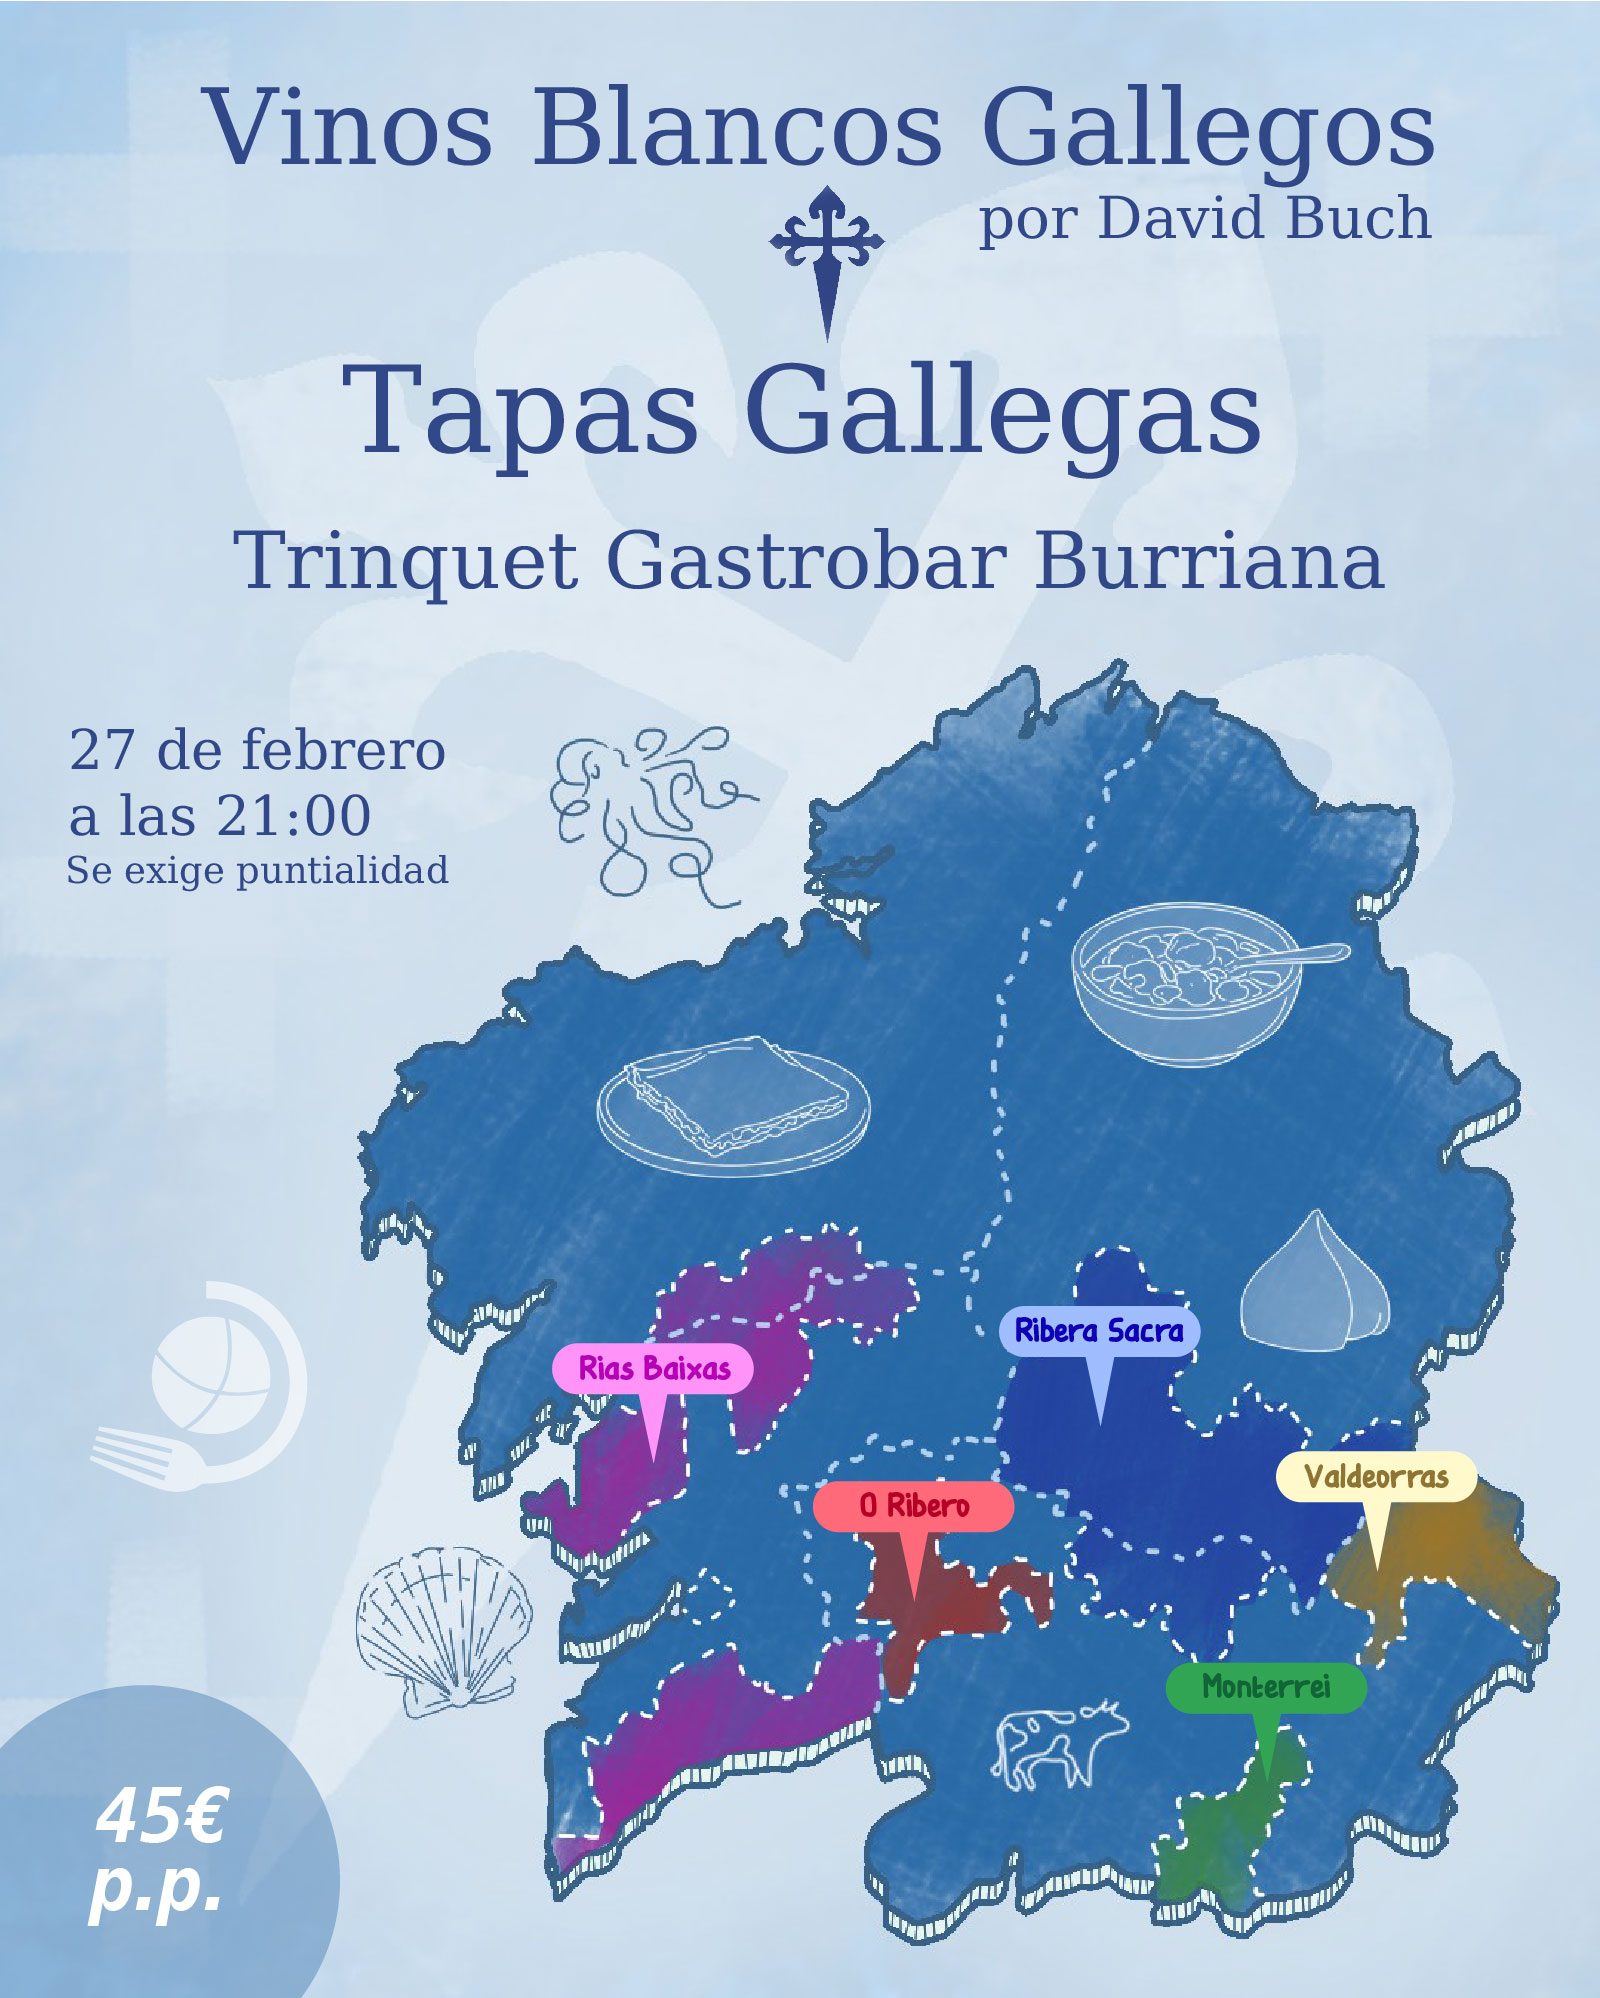 Vinos Blancos Gallegos
por David Buch
Tapas Gallegas
Trinquet Gastrobar Burriana
27 de febrero
a las 21:00
Se exige puntialidad
Ribera Sacra
Rias Baixas
Valdeorras
O Ribero
Monterrei
45€
p.p.